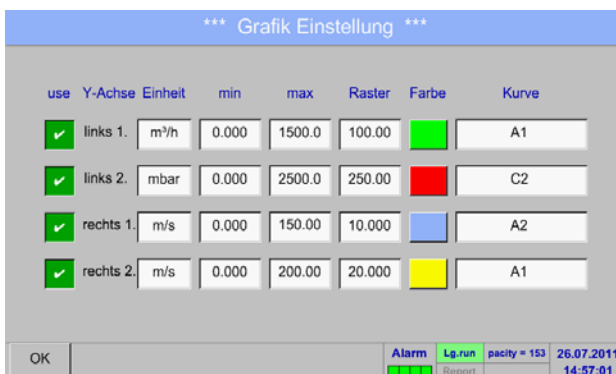 *** Grafik Einstellung ***
use Y-Achse Einheit min max Raster Farbe Kurve
links 1. m³/h 0.000 1500.0 100.00 A1
links 2. mbar 0.000 2500.0 250.00 C2
rechts 1. m/s 0.000 150.00 10.000 A2
rechts 2. m/s 0.000 200.00 20.000 A1
OK Alarm Lg.run pacity = 153 26.07.2011
Report 14:57:01